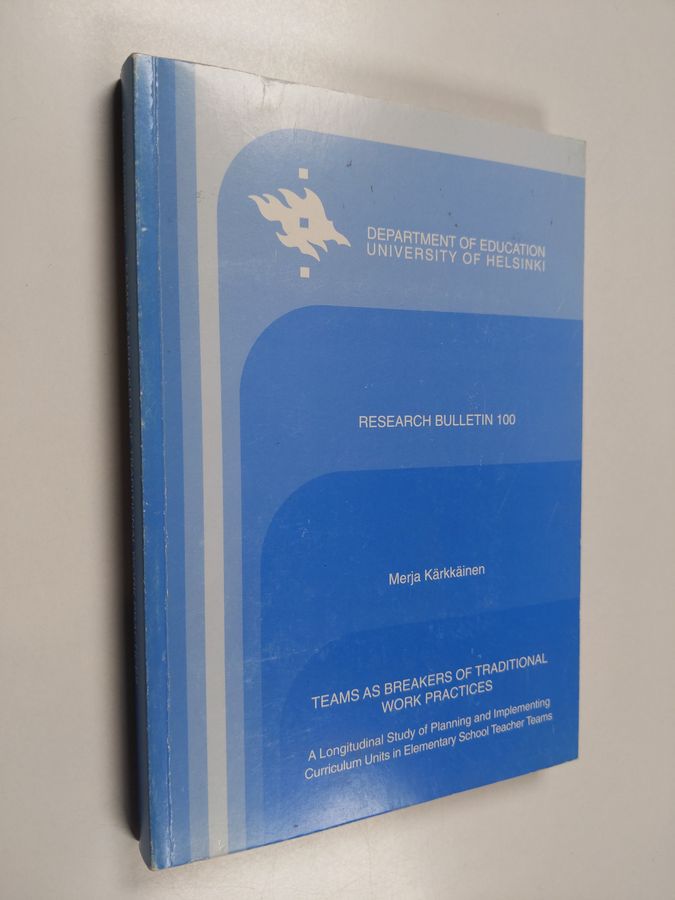 DEPARTMENT OF EDUCATION
UNIVERSITY OF HELSINKI
RESEARCH BULLETIN 100
Merja Kärkkäinen
TEAMS AS BREAKERS OF TRADITIONAL
WORK PRACTICES
A Longitudinal Study of Planning and Implementing
Curriculum Units in Elementary School Teacher Teams